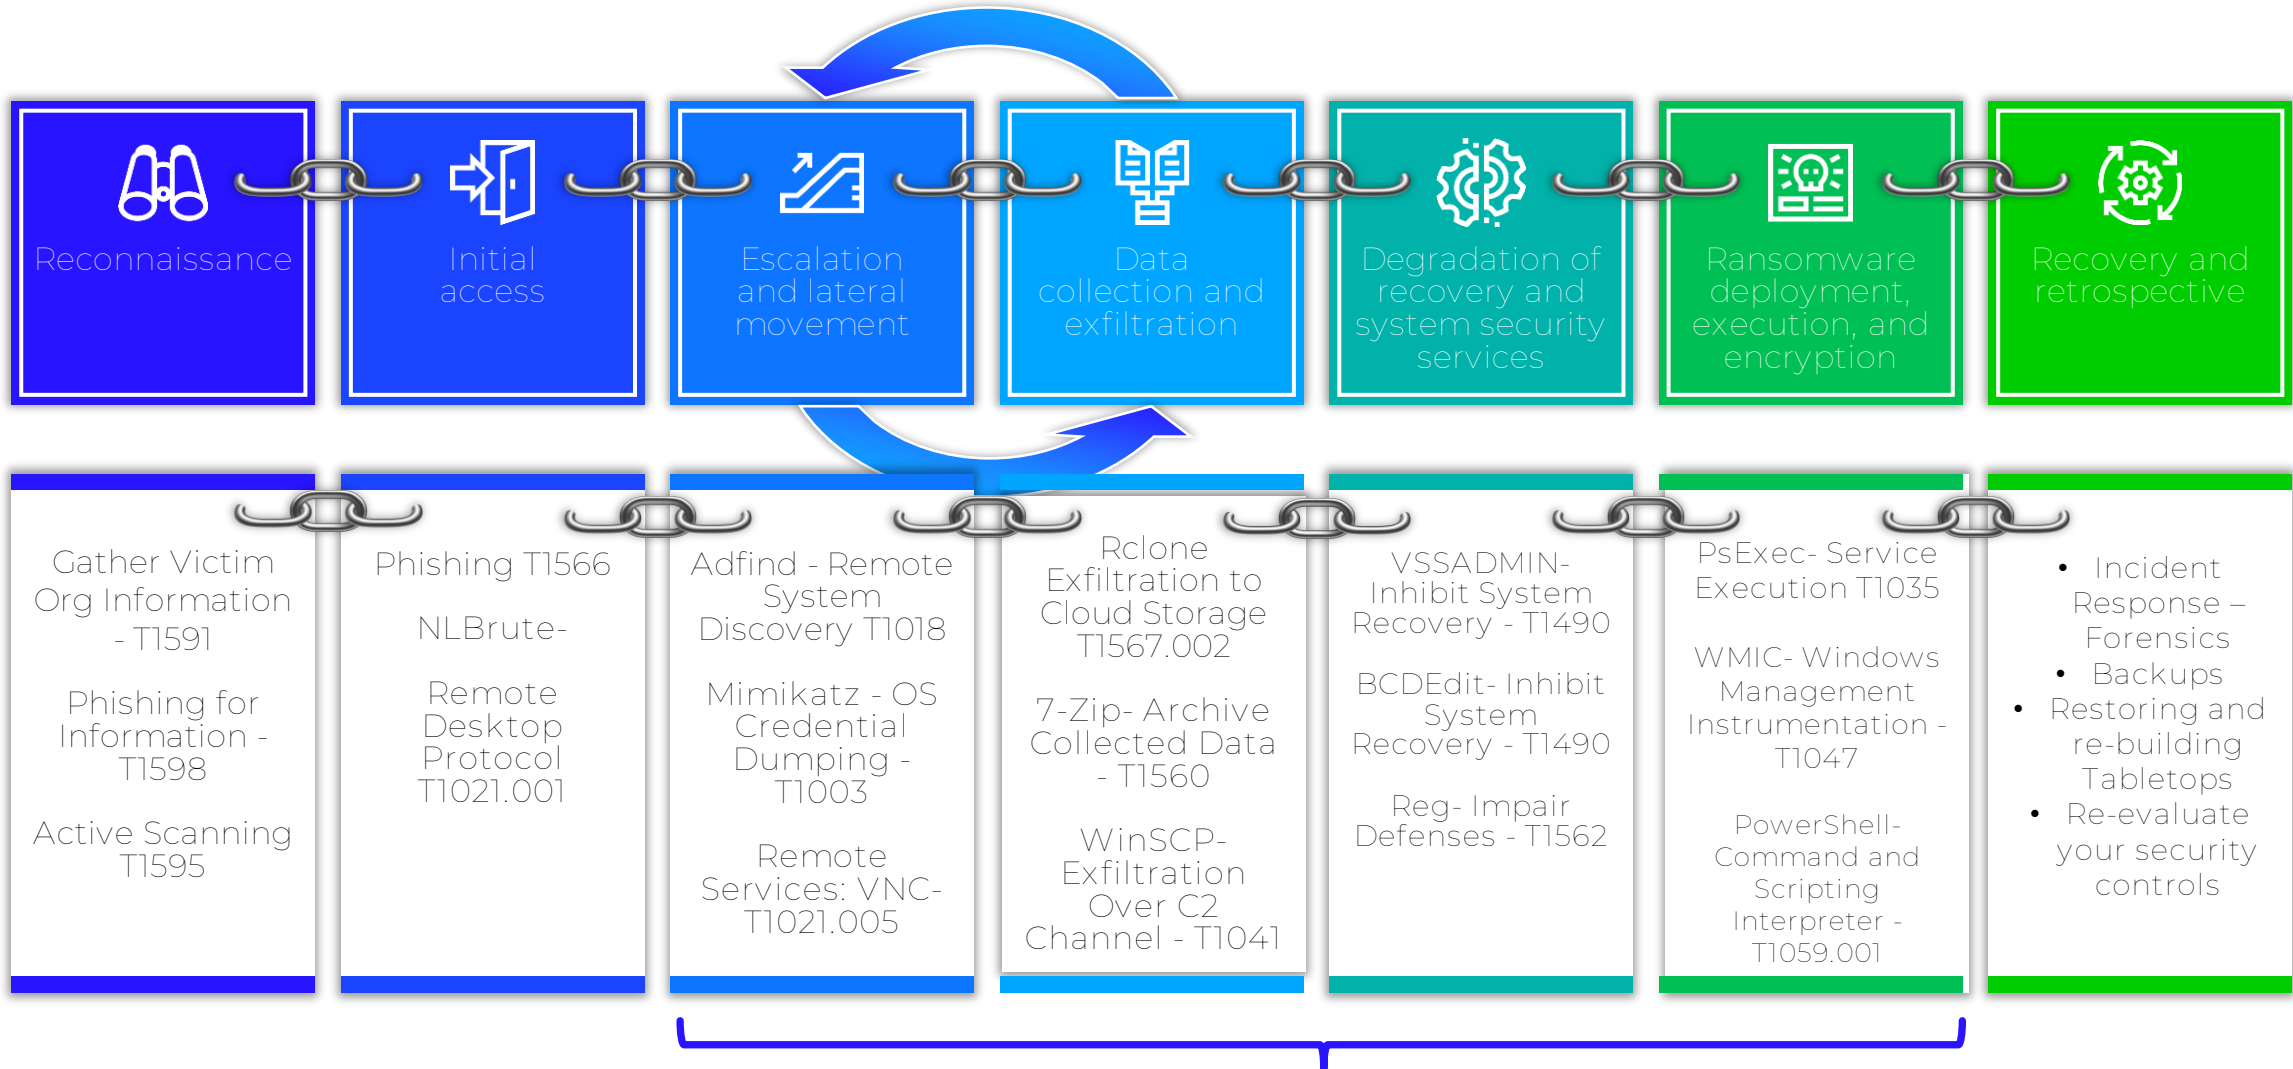 Reconnaissance
Initial
access
Escalation
and lateral
movement
Data
collection and
exfiltration
Degradation of
recovery and
system security
services
Ransomware
deployment,
execution, and
encryption
Recovery and
retrospective
Gather Victim
Org Information
- T1591
Phishing for
Information -
T1598
Active Scanning
T1595
Phishing T1566
NLBrute-
Remote
Desktop
Protocol
T1021.001
Adfind - Remote
System
Discovery T1018
Mimikatz - OS
Credential
Dumping -
T1003
Remote
Services: VNC-
T1021.005
Rclone
Exfiltration to
Cloud Storage
T1567.002
7-Zip- Archive
Collected Data
- T1560
WinSCP-
Exfiltration
Over C2
Channel - T1041
VSSADMIN-
Inhibit System
Recovery - T1490
BCDEdit- Inhibit
System
Recovery - T1490
Reg- Impair
Defenses - T1562
PsExec- Service
Execution T1035
WMIC- Windows
Management
Instrumentation -
T1047
PowerShell-
Command and
Scripting
Interpreter -
T1059.001
• Incident
Response –
Forensics
• Backups
• Restoring and
re-building
Tabletops
• Re-evaluate
your security
controls